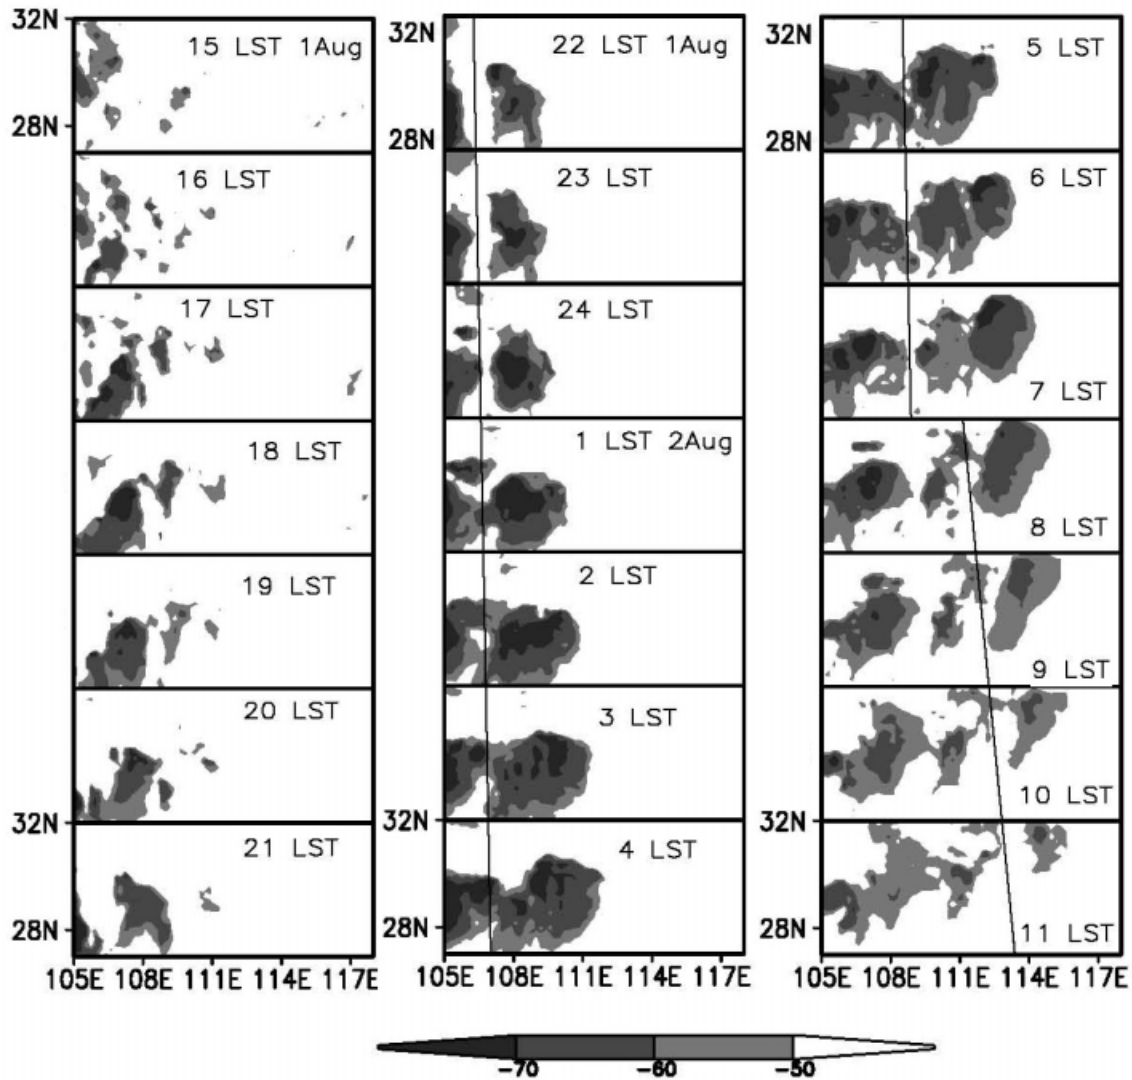 32N
15 LST 1Aug
28N
16 LST
17 LST
18 LST
19 LST
20 LST
32N
21 LST
28N
105E 108E 111E 114E 117E
32N
22 LST 1Aug
28N
23 LST
24 LST
1 LST 2Aug
2 LST
3 LST
32N
4 LST
28N
105E 108E 111E 114E 117E
32N
5 LST
28N
6 LST
7 LST
8 LST
9 LST
10 LST
32N
11 LST
28N
105E 108E 111E 114E 117E
-70 -60 -50